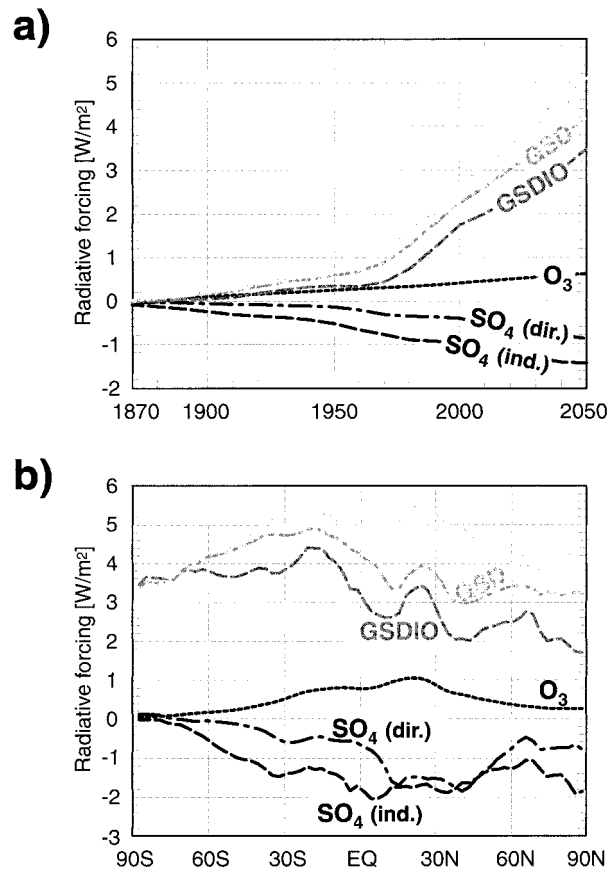 a)
Radiative forcing [W/m²]
6
5
4
3
2
1
0
-1
-2
GSO
GSDIO
O₃
SO₄ (dir.)
SO₄ (ind.)
1870 1900 1950 2000 2050
b)
Radiative forcing [W/m²]
6
5
4
3
2
1
0
-1
-2
-3
GSO
GSDIO
O₃
SO₄ (dir.)
SO₄ (ind.)
90S 60S 30S EQ 30N 60N 90N